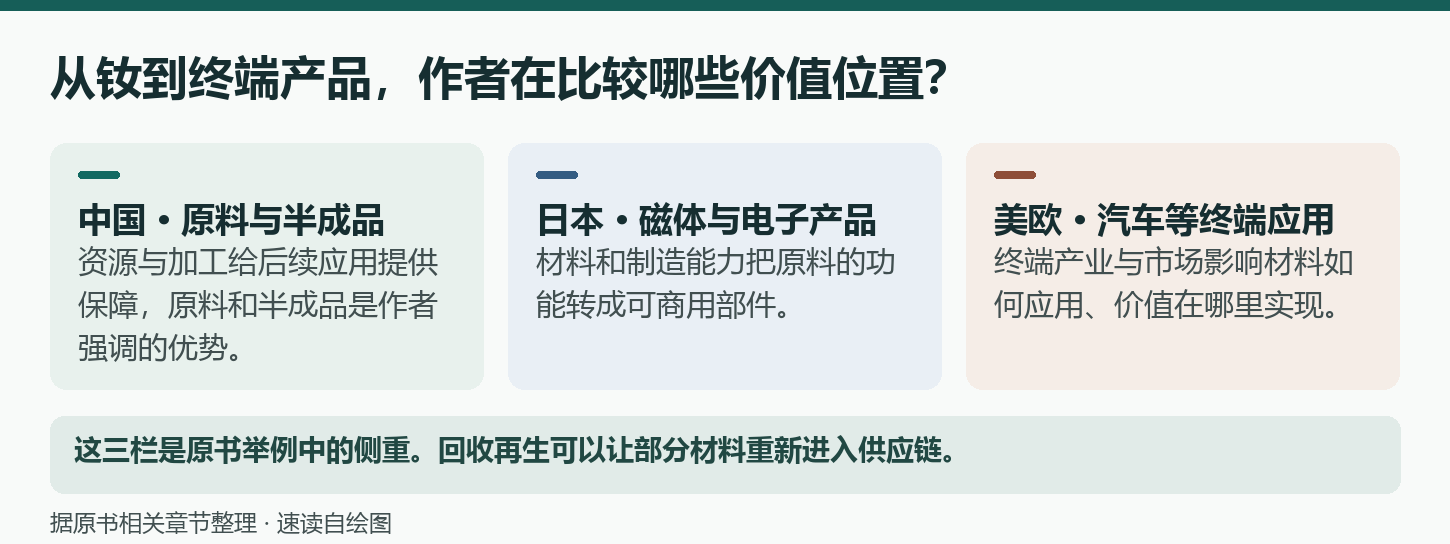 从钕到终端产品，作者在比较哪些价值位置？
中国・原料与半成品
资源与加工给后续应用提供
保障，原料和半成品是作者
强调的优势。
日本・磁体与电子产品
材料和制造能力把原料的功
能转成可商用部件。
美欧・汽车等终端应用
终端产业与市场影响材料如
何应用、价值在哪里实现。
这三栏是原书举例中的侧重。回收再生可以让部分材料重新进入供应链。
据原书相关章节整理 · 速读自绘图